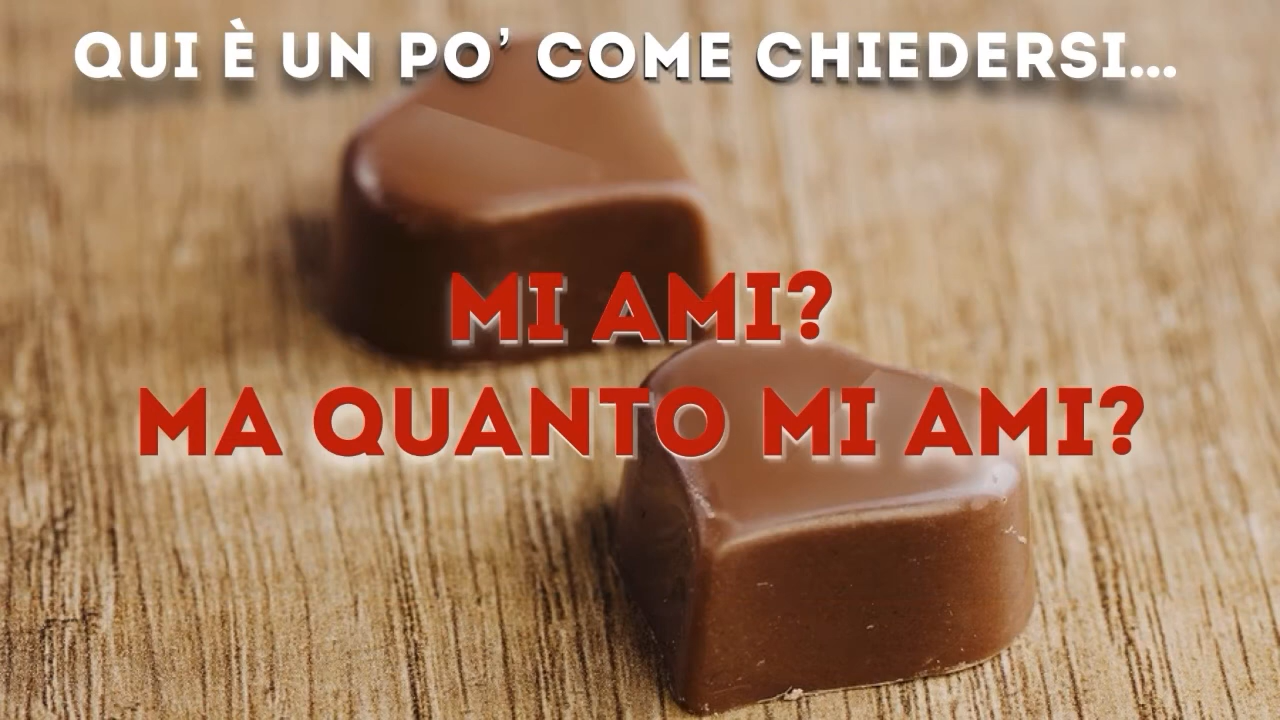 QUI È UN PO’ COME CHIEDERSI...
MI AMI?
MA QUANTO MI AMI?